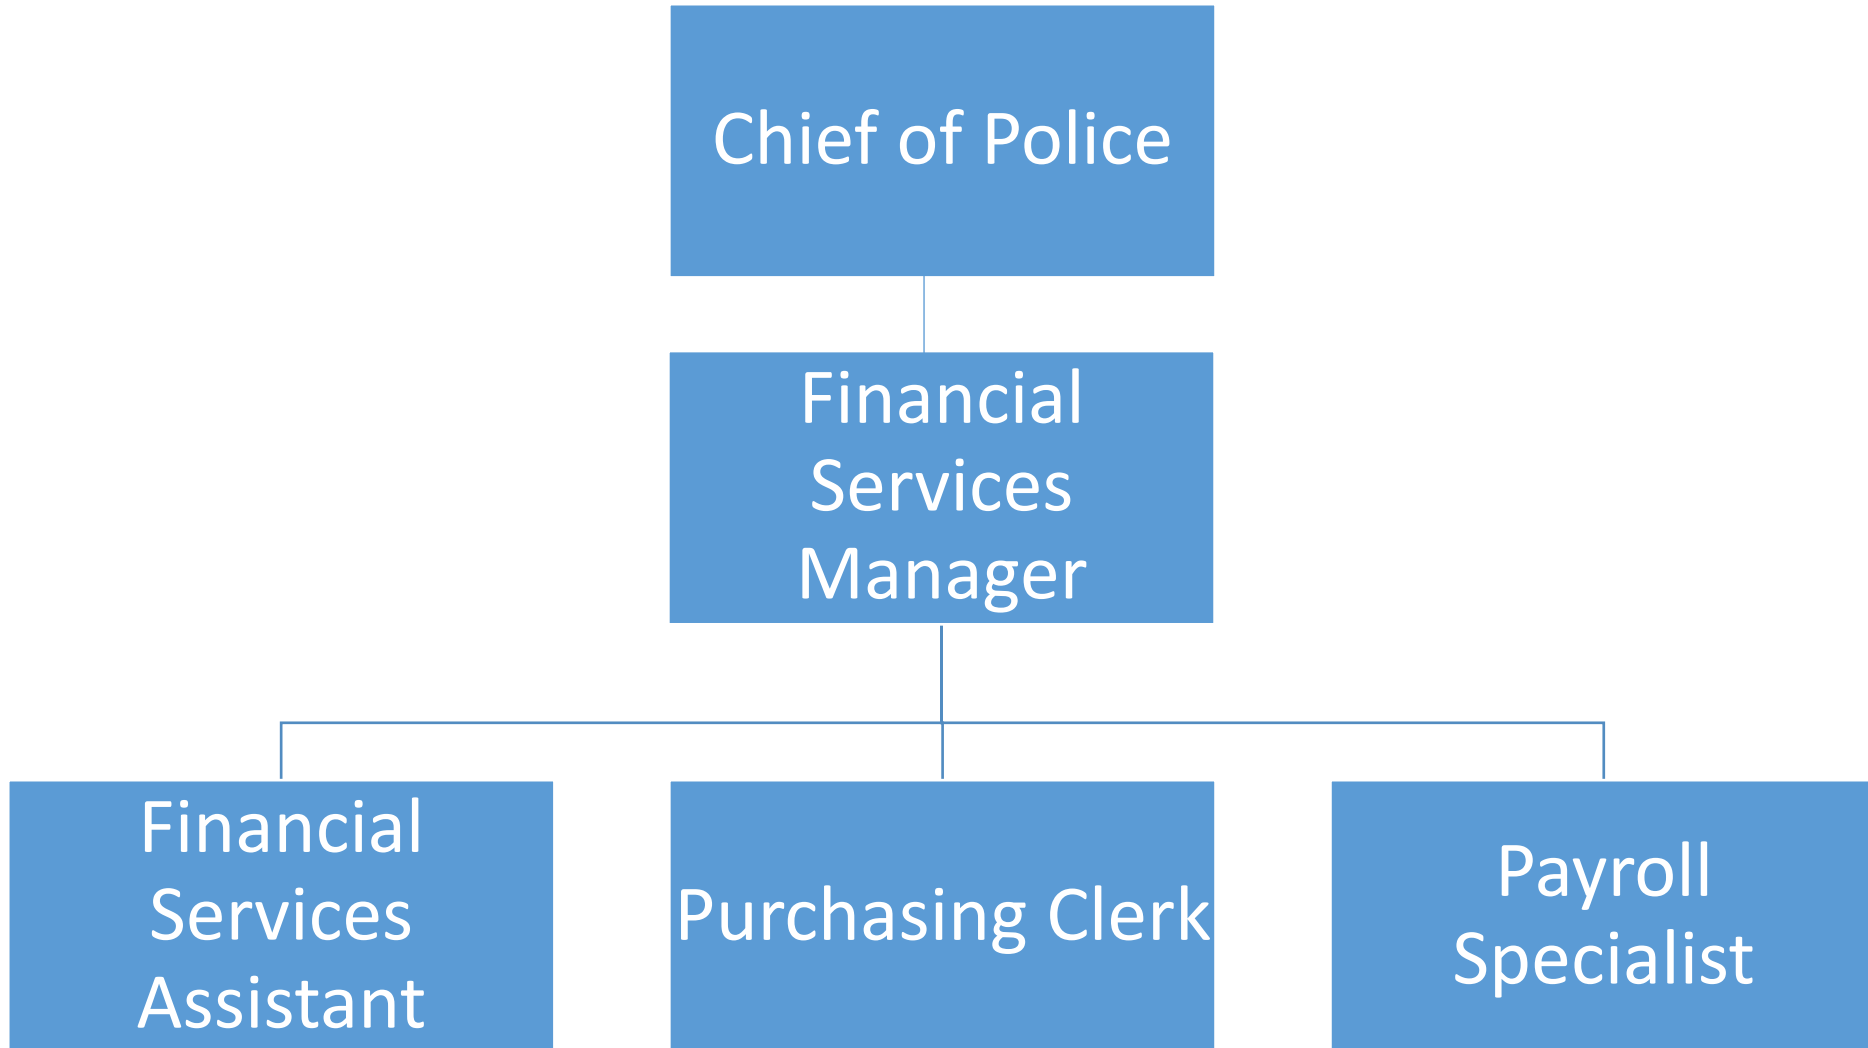 Chief of Police
Financial
Services
Manager
Financial
Services
Assistant
Purchasing Clerk
Payroll
Specialist